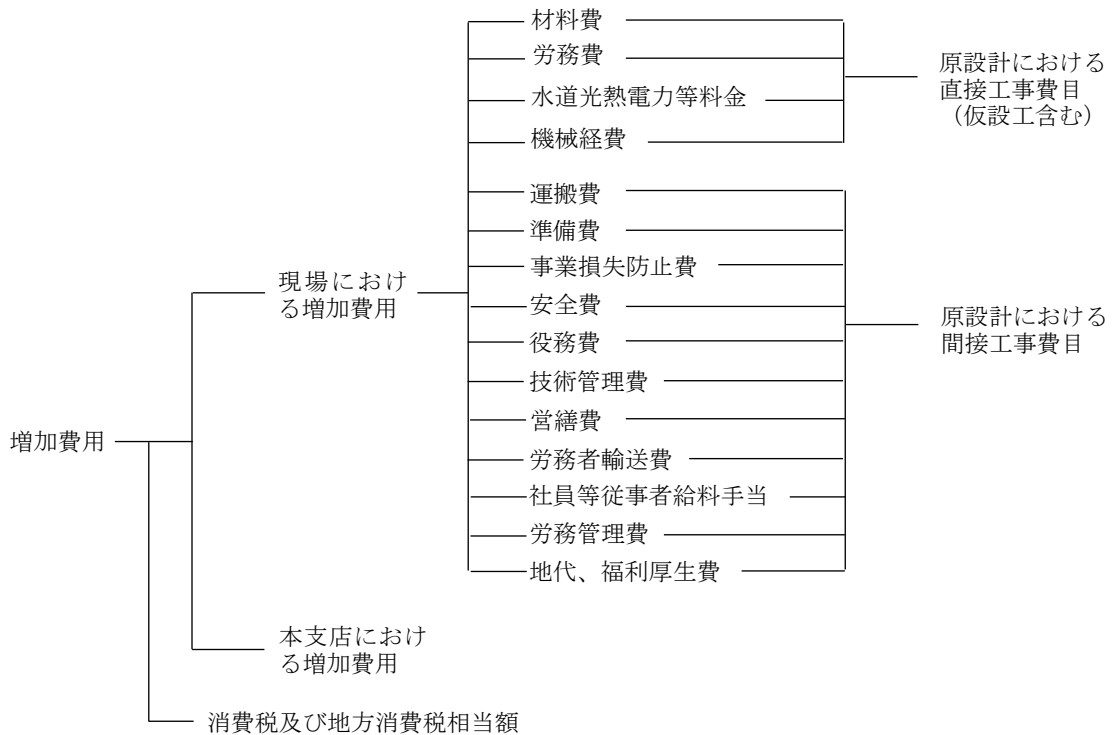 増加費用
現場におけ
る増加費用
材料費
労務費
水道光熱電力等料金
機械経費
原設計における
直接工事費目
（仮設工含む）
運搬費
準備費
事業損失防止費
安全費
役務費
技術管理費
営繕費
労務者輸送費
社員等従事者給料手当
労務管理費
地代、福利厚生費
原設計における
間接工事費目
本支店におけ
る増加費用
消費税及び地方消費税相当額